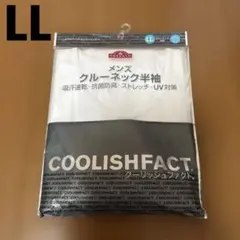 LL
TOPVALU
LL
メンズ
クルーネック半袖
吸汗速乾・抗菌防臭・ストレッチ・UV対策
COOLISHFACT
クーリッシュファクト